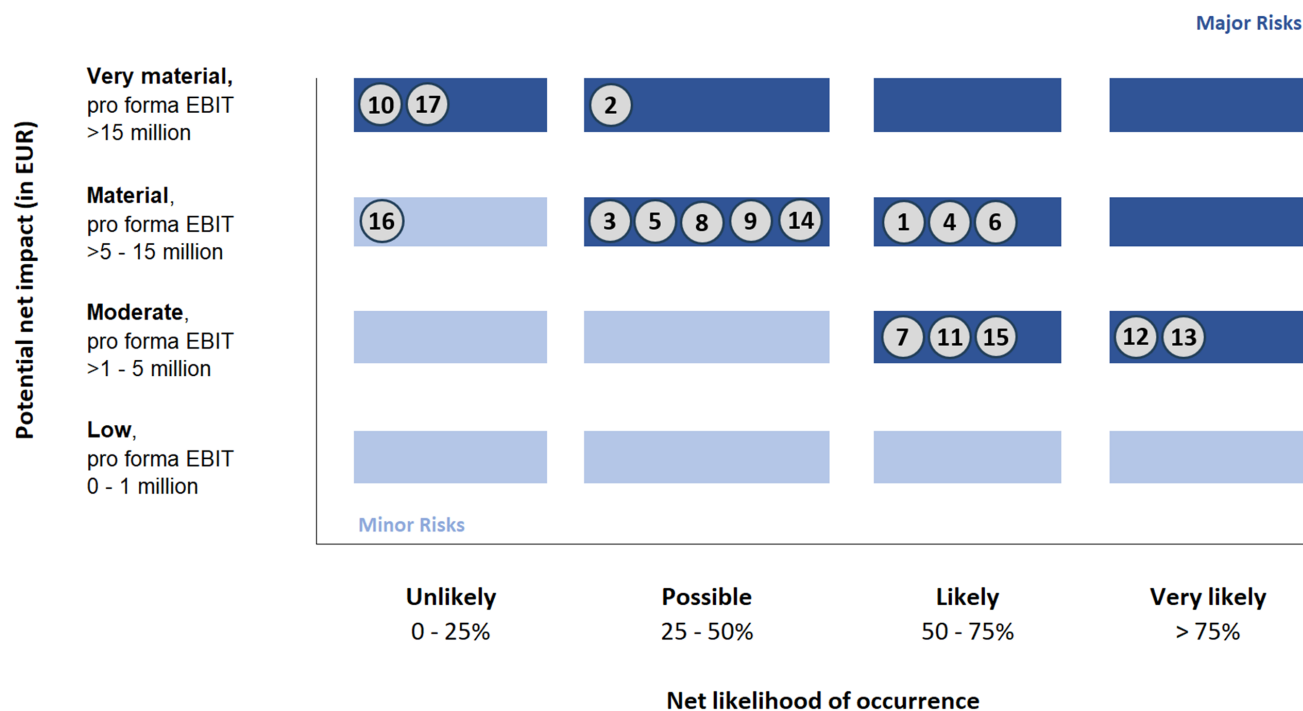 Major Risks
Potential net impact (in EUR)
Very material,
pro forma EBIT
>15 million
10 17 2
Material,
pro forma EBIT
>5 - 15 million
16 3 5 8 9 14 1 4 6
Moderate,
pro forma EBIT
>1 - 5 million
7 11 15 12 13
Low,
pro forma EBIT
0 - 1 million
Minor Risks
Unlikely Possible Likely Very likely
0 - 25% 25 - 50% 50 - 75% > 75%
Net likelihood of occurrence